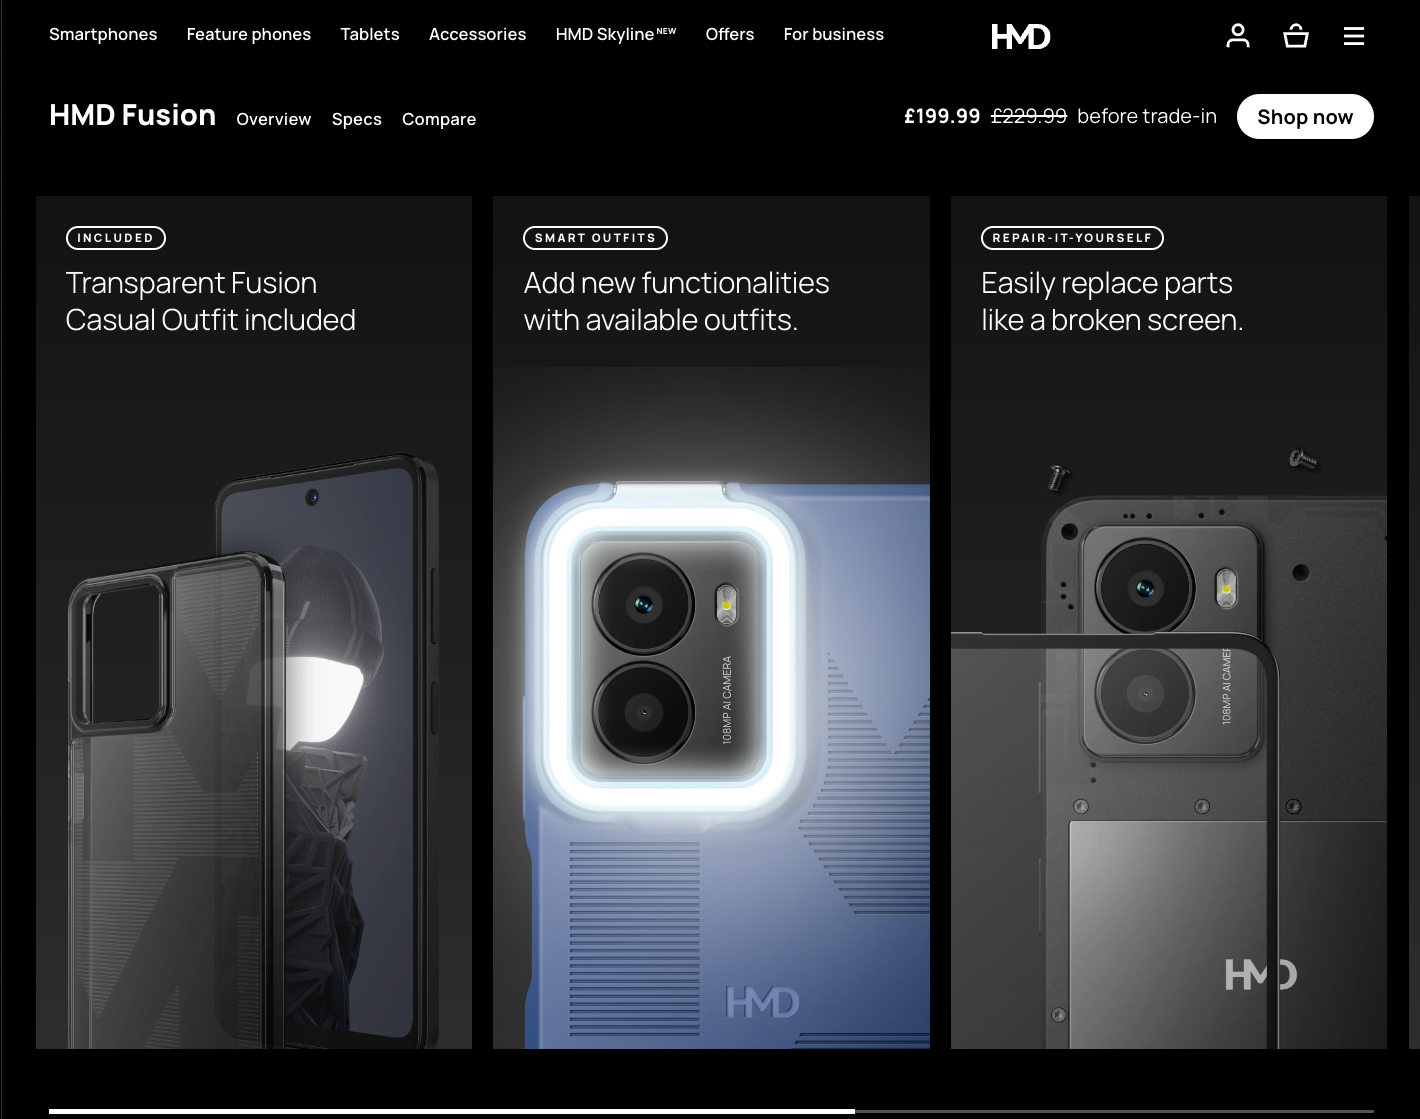 Smartphones Feature phones Tablets Accessories HMD Skyline NEW Offers For business HMD
HMD Fusion Overview Specs Compare £199.99 £229.99 before trade-in Shop now
INCLUDED
Transparent Fusion
Casual Outfit included
SMART OUTFITS
Add new functionalities
with available outfits.
108MP AI CAMERA
HMD
REPAIR-IT-YOURSELF
Easily replace parts
like a broken screen.
108MP AI CAMER
HMD